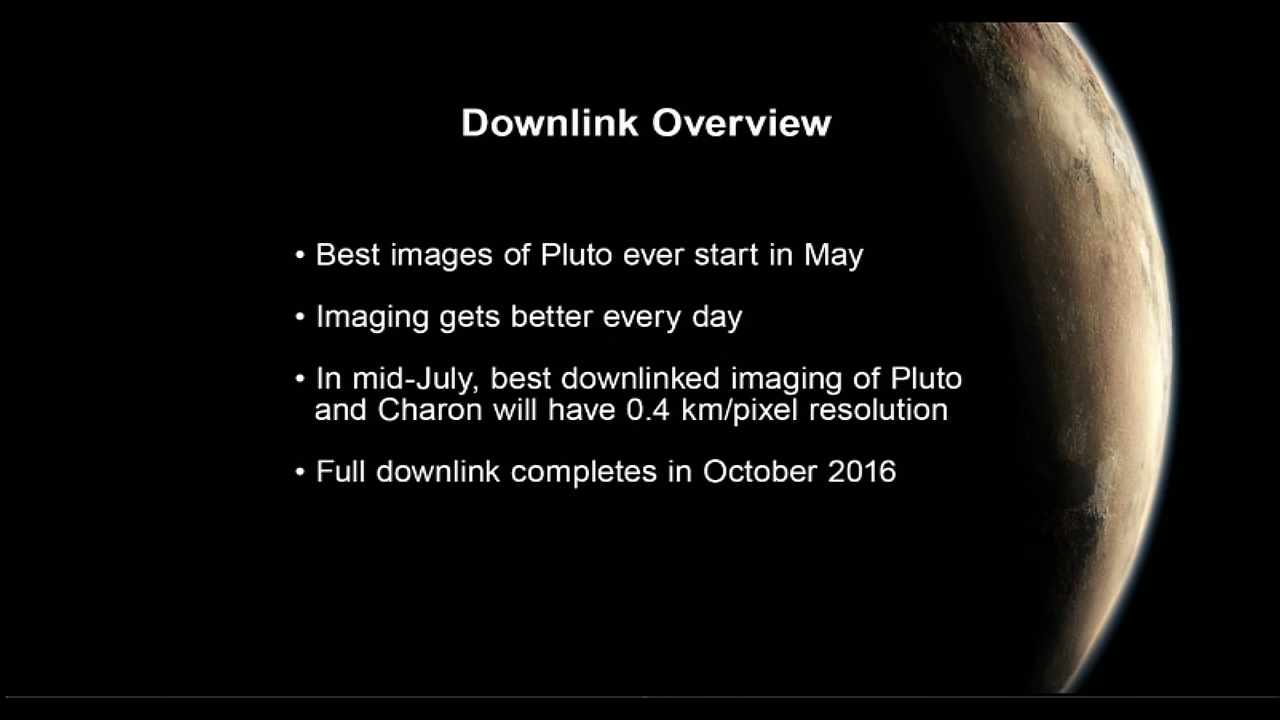 Downlink Overview
• Best images of Pluto ever start in May
• Imaging gets better every day
• In mid-July, best downlinked imaging of Pluto
and Charon will have 0.4 km/pixel resolution
• Full downlink completes in October 2016